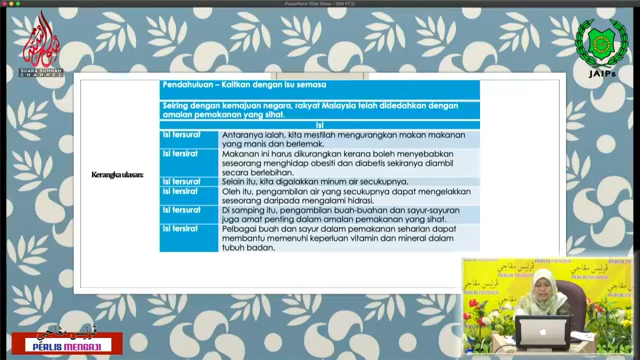 PowerPoint Slide Show - [Set PT3
SUARA SUNNAH
CHANNEL
JAIPs
Pendahuluan – Kaitkan dengan isu semasa
Seiring dengan kemajuan negara, rakyat Malaysia telah didedahkan dengan
amalan pemakanan yang sihat.
Isi
Kerangka ulasan:
Isi tersurat
Antaranya ialah, kita mestilah mengurangkan makan makanan
yang manis dan berlemak.
Isi tersirat
Makanan ini harus dikurangkan kerana boleh menyebabkan
seseorang menghidap obesiti dan diabetis sekiranya diambil
secara berlebihan.
Isi tersurat
Selain itu, kita digalakkan minum air secukupnya.
Isi tersirat
Oleh itu, pengambilan air yang secukupnya dapat mengelakkan
seseorang daripada mengalami hidrasi.
Isi tersurat
Di samping itu, pengambilan buah-buahan dan sayur-sayuran
juga amat penting dalam amalan pemakanan yang sihat.
Isi tersirat
Pelbagai buah dan sayur dalam pemakanan seharian dapat
membantu memenuhi keperluan vitamin dan mineral dalam
tubuh badan.
فرليس مڠاجي
PERLIS MENGAJI